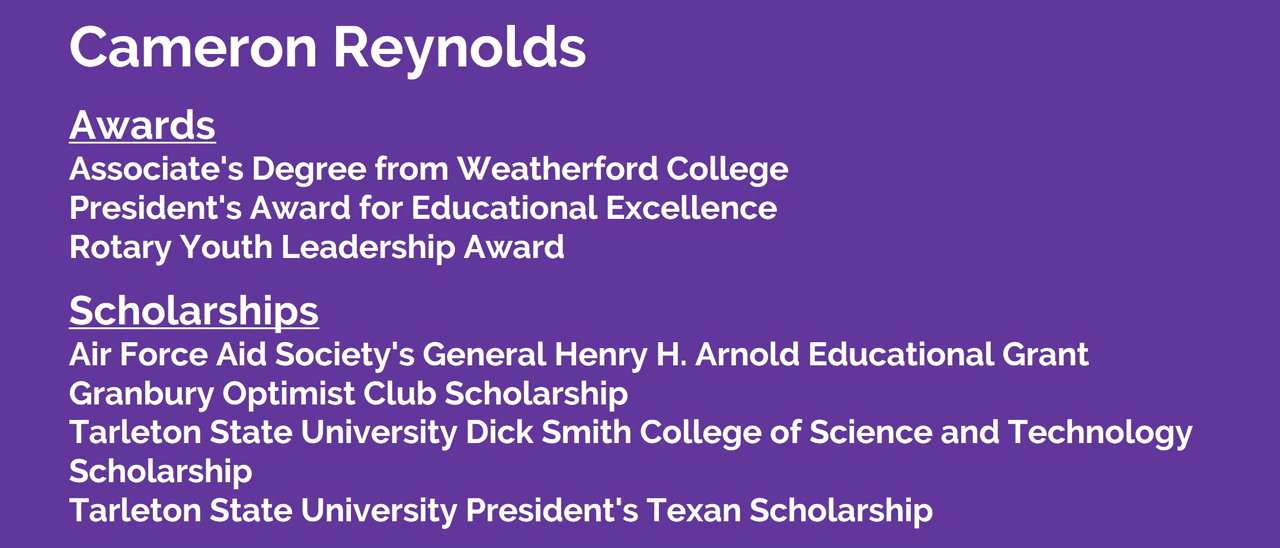 Cameron Reynolds
Awards
Associate's Degree from Weatherford College
President's Award for Educational Excellence
Rotary Youth Leadership Award
Scholarships
Air Force Aid Society's General Henry H. Arnold Educational Grant
Granbury Optimist Club Scholarship
Tarleton State University Dick Smith College of Science and Technology
Scholarship
Tarleton State University President's Texan Scholarship